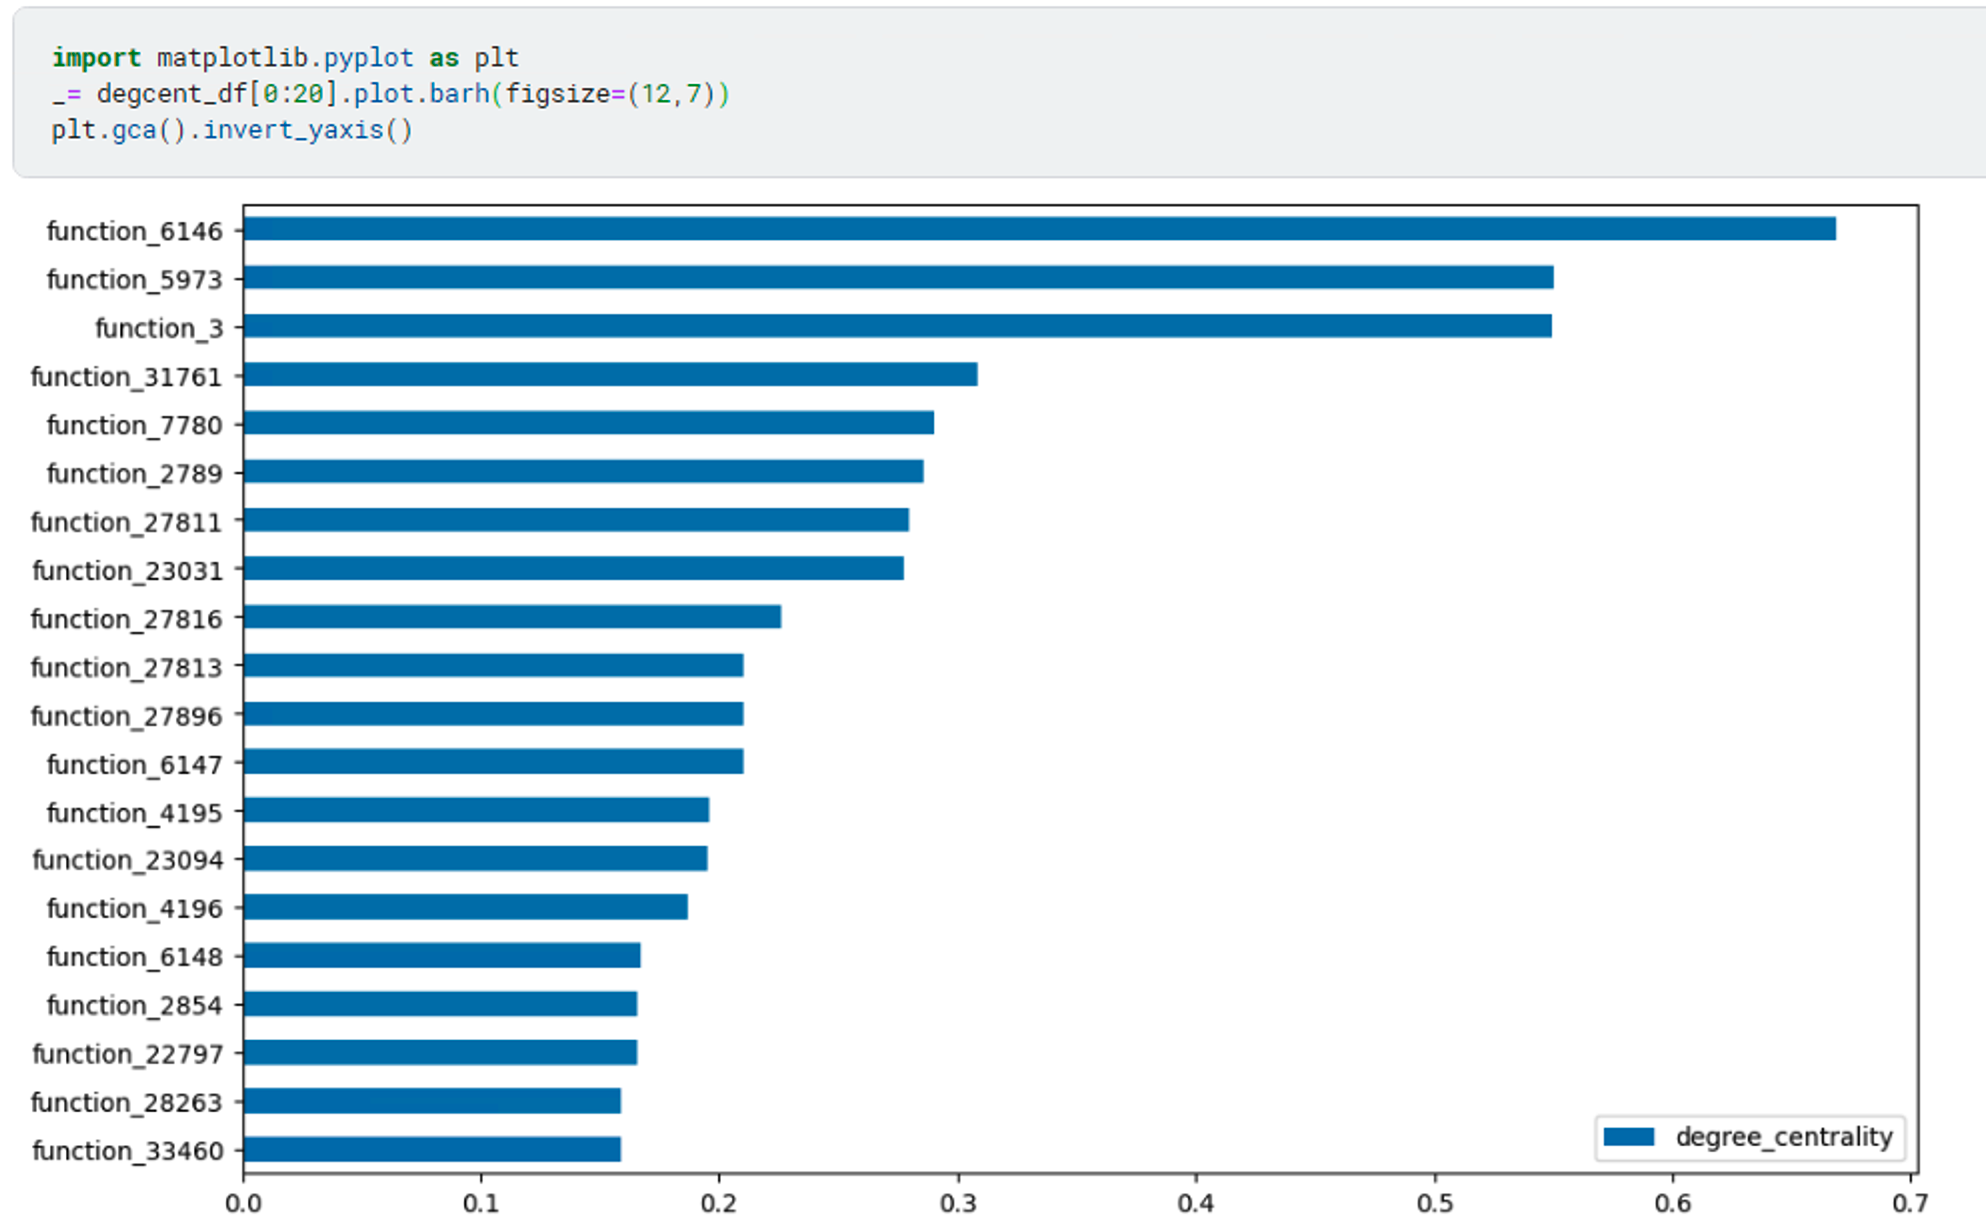 import matplotlib.pyplot as plt
_= degcent_df[0:20].plot.barh(figsize=(12,7))
plt.gca().invert_yaxis()
function_6146
function_5973
function_3
function_31761
function_7780
function_2789
function_27811
function_23031
function_27816
function_27813
function_27896
function_6147
function_4195
function_23094
function_4196
function_6148
function_2854
function_22797
function_28263
function_33460
degree_centrality
0.0 0.1 0.2 0.3 0.4 0.5 0.6 0.7